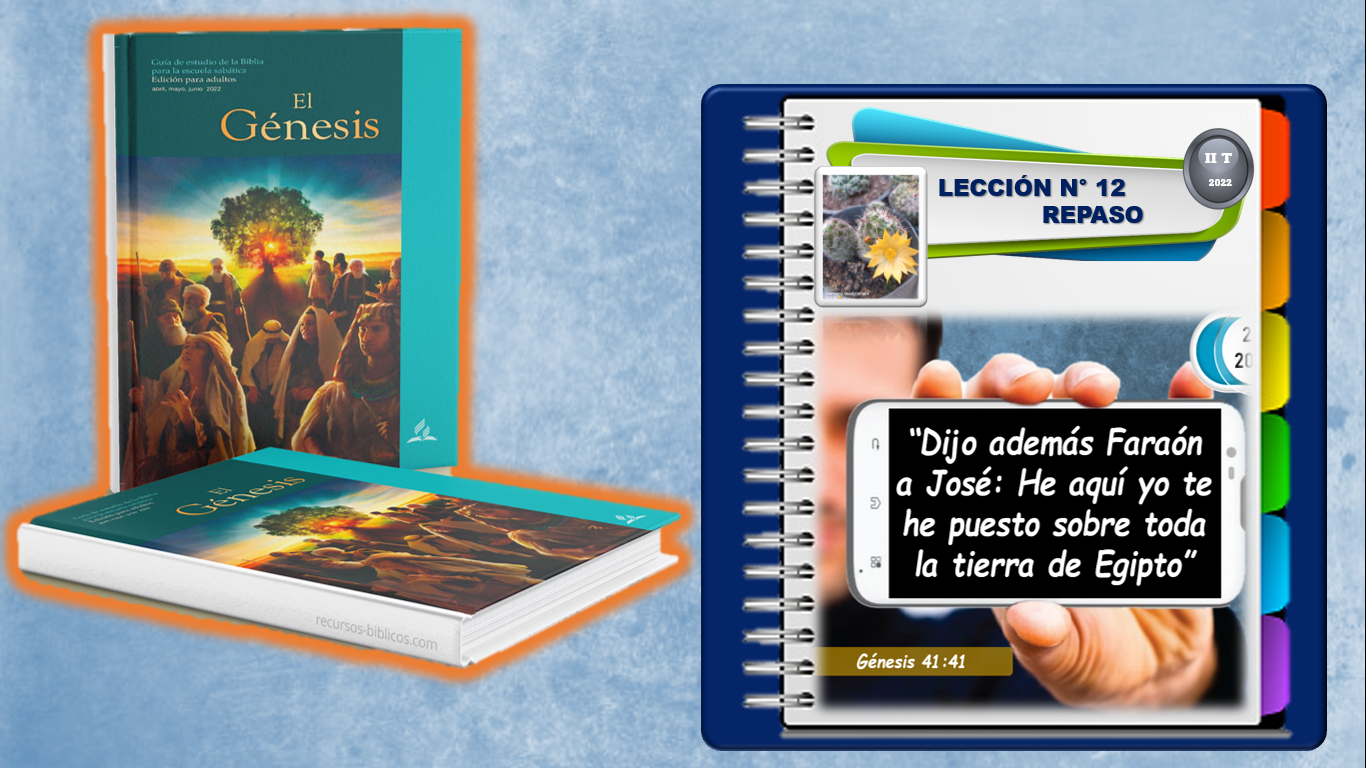 Guía de estudio de la Biblia
para la escuela sabática
Edición para adultos
abril, mayo, junio 2022
El
Génesis
El
Génesis
recursos-biblicos.com
LECCIÓN N° 12
REPASO
II T
2022
2
20
“Dijo además Faraón
a José: He aquí yo te
he puesto sobre toda
la tierra de Egipto”
Génesis 41:41